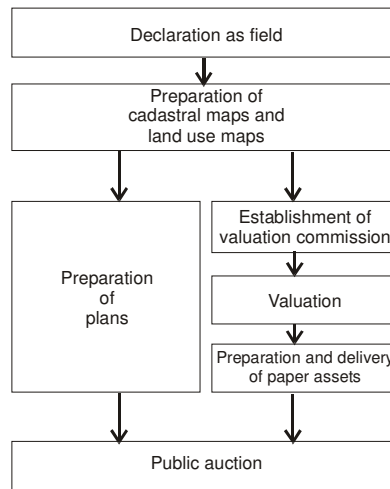 Declaration as field
Preparation of
cadastral maps and
land use maps
Preparation
of
plans
Establishment of
valuation commission
Valuation
Preparation and delivery
of paper assets
Public auction